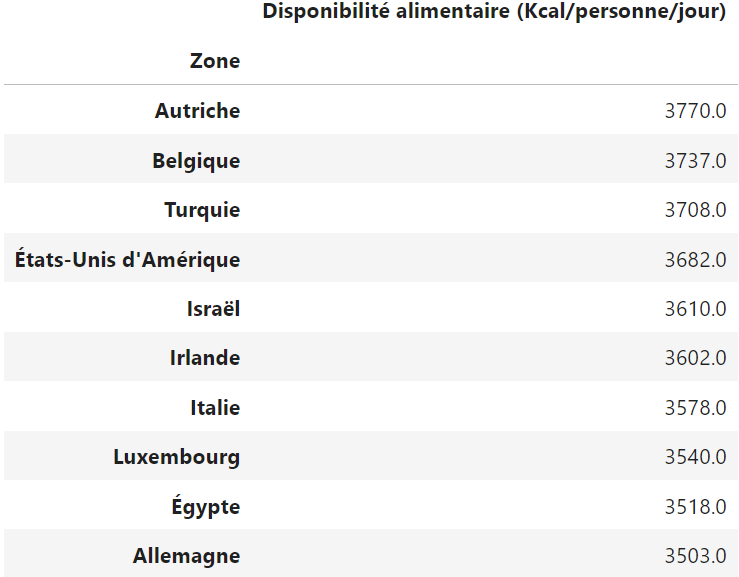 Disponibilité alimentaire (Kcal/personne/jour)
Zone
Autriche 3770.0
Belgique 3737.0
Turquie 3708.0
États-Unis d'Amérique 3682.0
Israël 3610.0
Irlande 3602.0
Italie 3578.0
Luxembourg 3540.0
Égypte 3518.0
Allemagne 3503.0